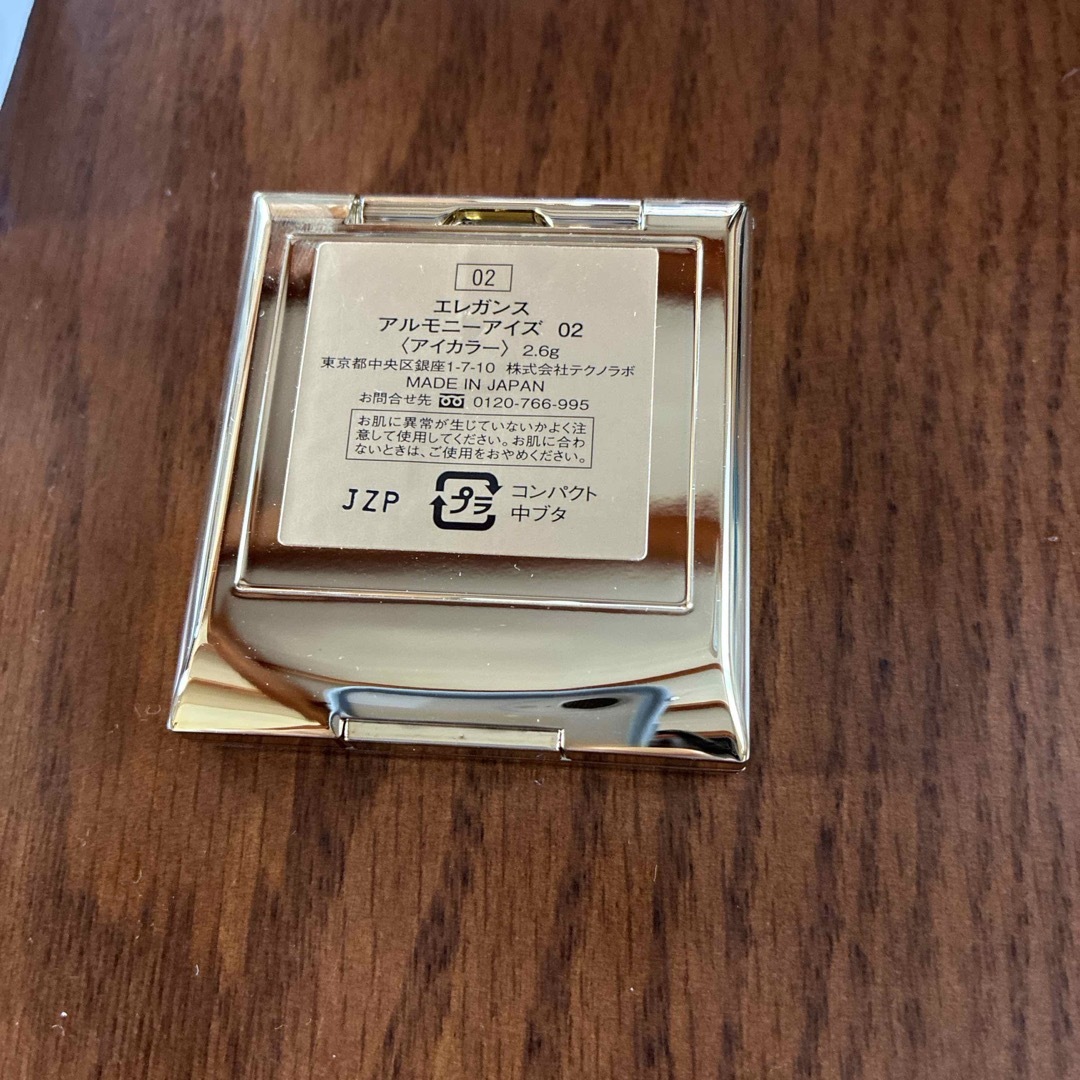 02
エレガンス
アルモニーアイズ 02
〈アイカラー〉 2.6g
東京都中央区銀座1-7-10 株式会社テクノラボ
MADE IN JAPAN
お問合せ先 0120-766-995
お肌に異常が生じていないかよく注
意して使用してください。お肌に合わ
ないときは、ご使用をおやめください。
JZP プラ コンパクト
中ブタ